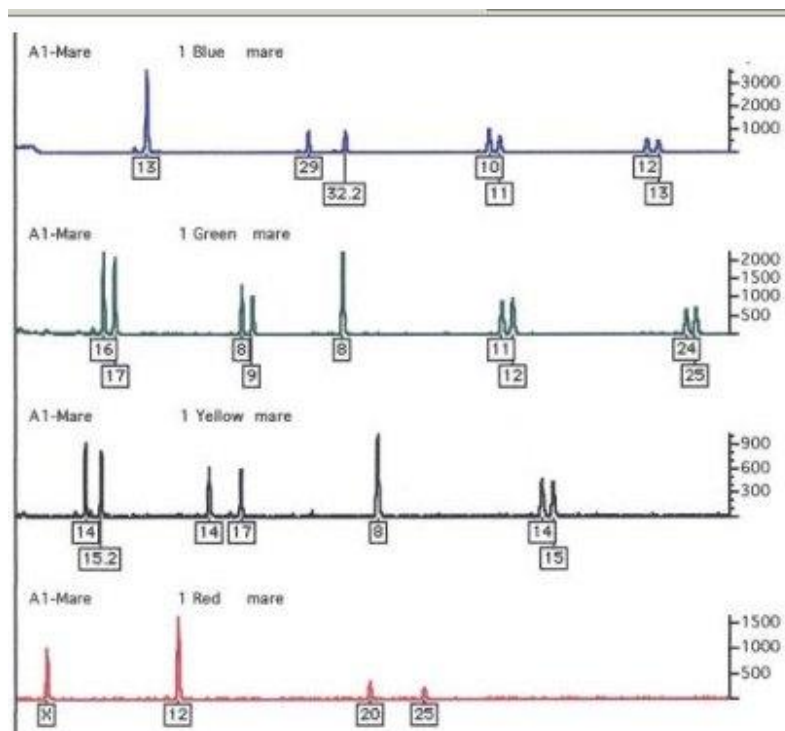 A1-Mare 1 Blue mare
3000
2000
1000
13 29 10 12
32.2 11 13
A1-Mare 1 Green mare
2000
1500
1000
500
16 8 8 11 24
17 9 12 25
A1-Mare 1 Yellow mare
900
600
300
14 14 17 8 14
15.2 15
A1-Mare 1 Red mare
1500
1000
500
X 12 20 25